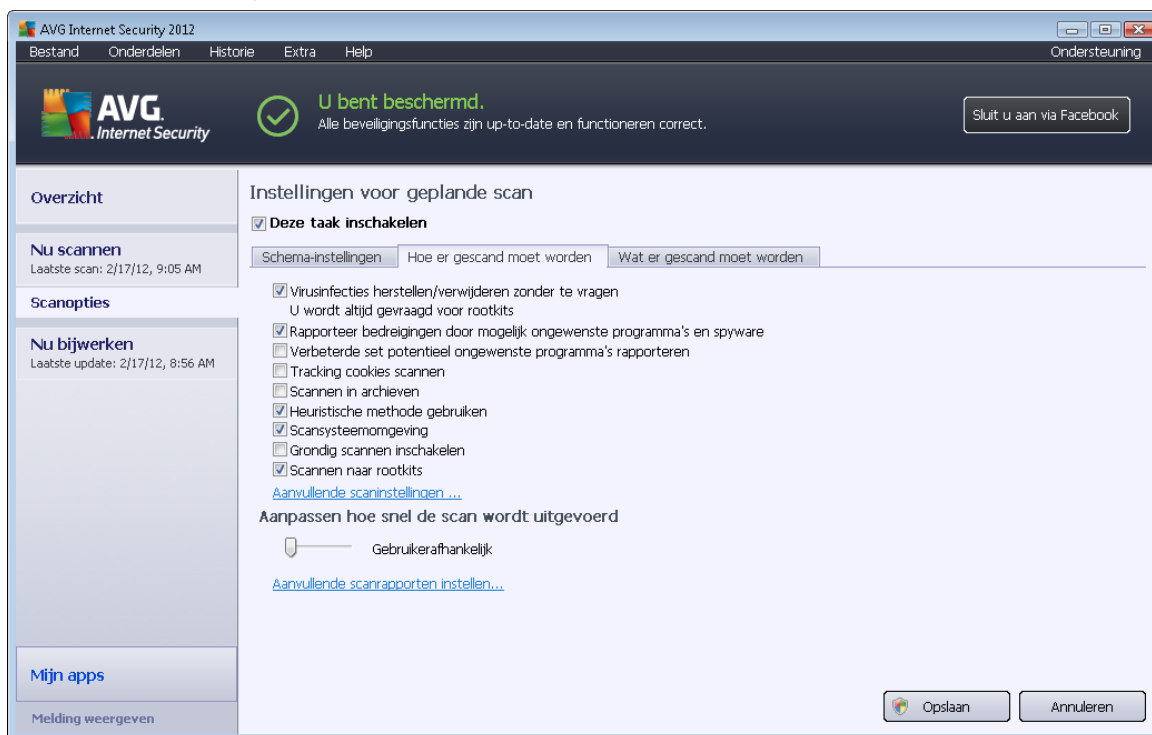 AVG Internet Security 2012
Bestand Onderdelen Historie Extra Help Ondersteuning
AVG.
Internet Security
U bent beschermd.
Alle beveiligingsfuncties zijn up-to-date en functioneren correct.
Sluit u aan via Facebook
Overzicht
Nu scannen
Laatste scan: 2/17/12, 9:05 AM
Scanopties
Nu bijwerken
Laatste update: 2/17/12, 8:56 AM
Mijn apps
Melding weergeven
Instellingen voor geplande scan
Deze taak inschakelen
Schema-instellingen Hoe er gescand moet worden Wat er gescand moet worden
Virusinfecties herstellen/verwijderen zonder te vragen
U wordt altijd gevraagd voor rootkits
Rapporteer bedreigingen door mogelijk ongewenste programma's en spyware
Verbeterde set potentieel ongewenste programma's rapporteren
Tracking cookies scannen
Scannen in archieven
Heuristische methode gebruiken
Scansysteemomgeving
Grondig scannen inschakelen
Scannen naar rootkits
Aanvullende scaninstellingen ...
Aanpassen hoe snel de scan wordt uitgevoerd
Gebruikerafhankelijk
Aanvullende scanrapporten instellen...
Opslaan Annuleren